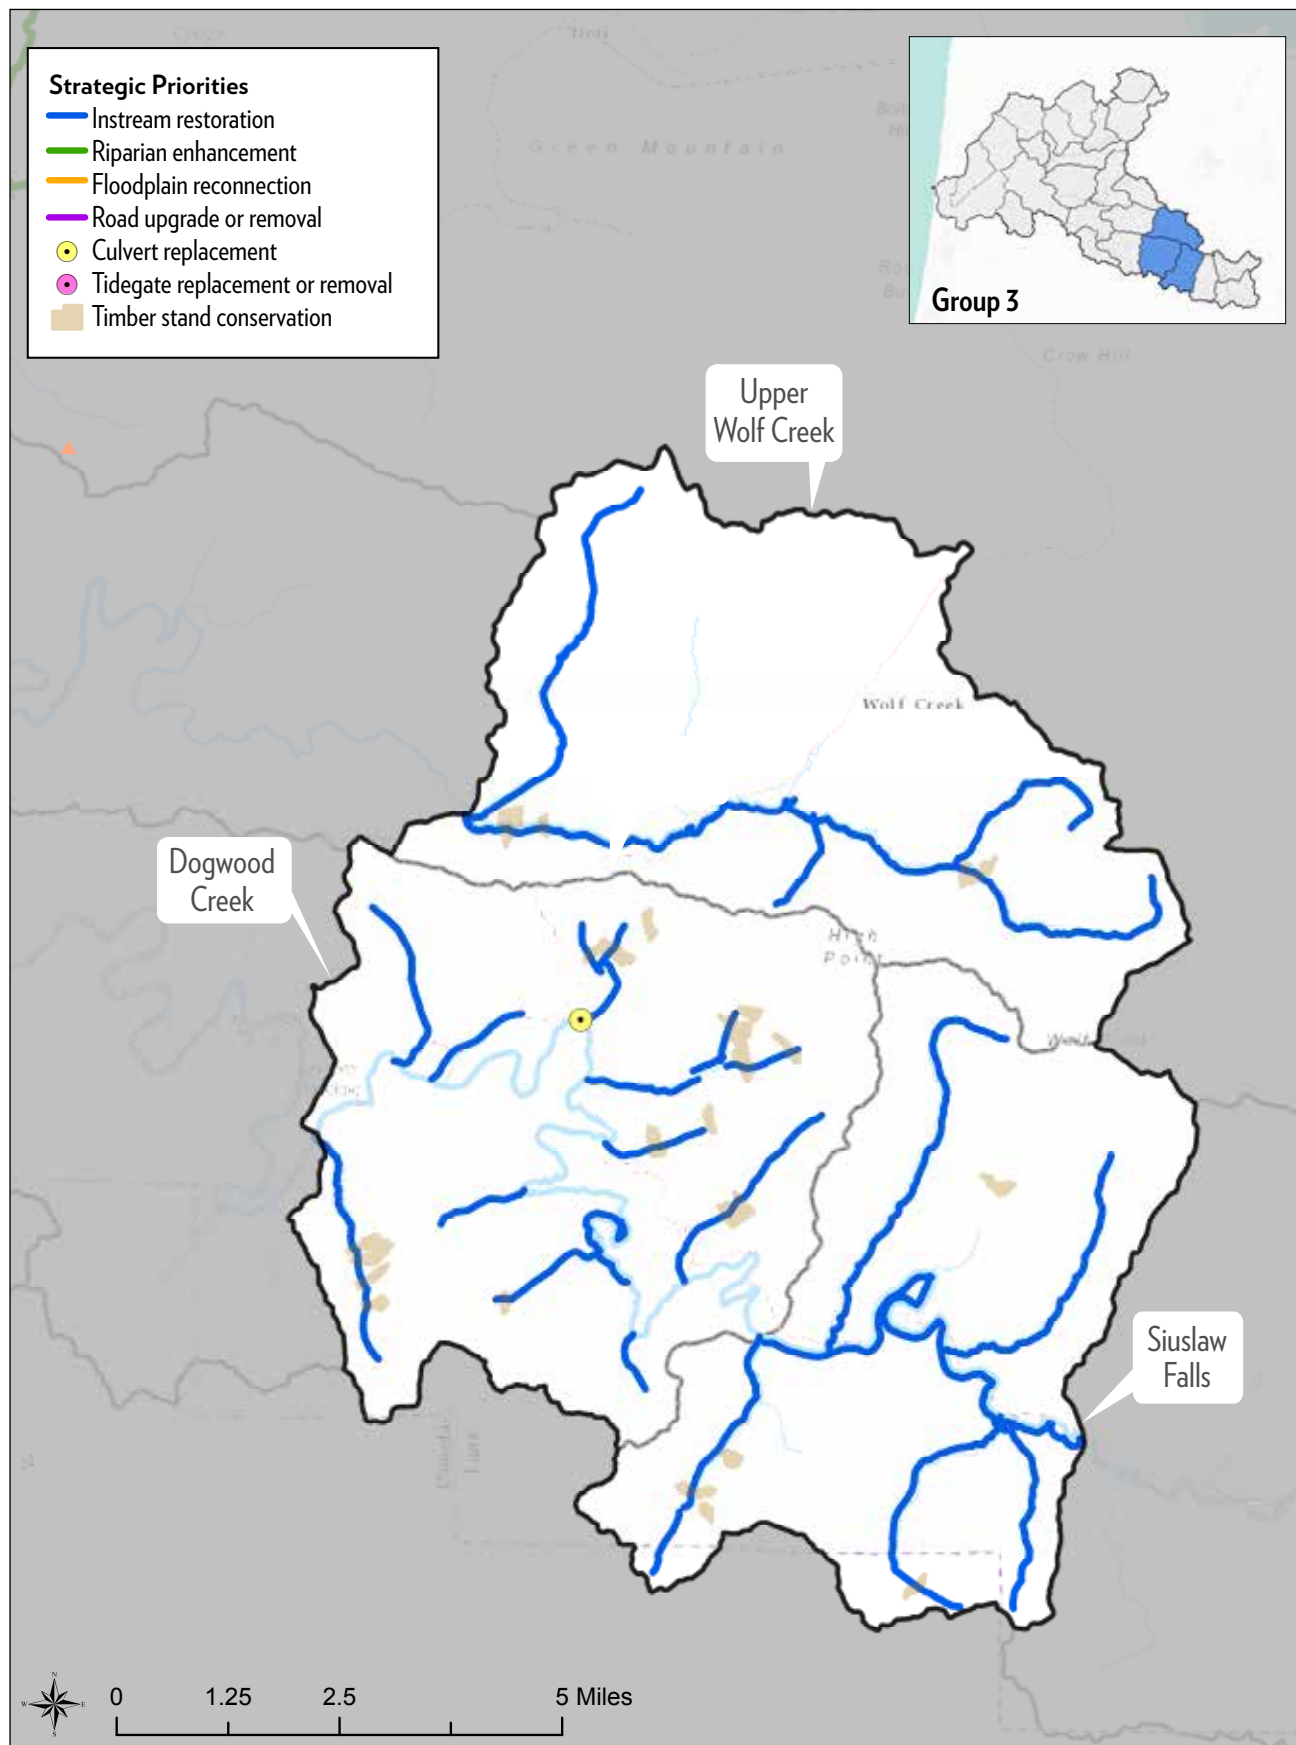 Strategic Priorities
Instream restoration
Riparian enhancement
Floodplain reconnection
Road upgrade or removal
Culvert replacement
Tidegate replacement or removal
Timber stand conservation
Noti
Green Mountain
Group 3
Crow Hill
Upper
Wolf Creek
Wolf Creek
Dogwood
Creek
High
Point
Siuslaw
Falls
N
W
E
S
0
1.25
2.5
5 Miles